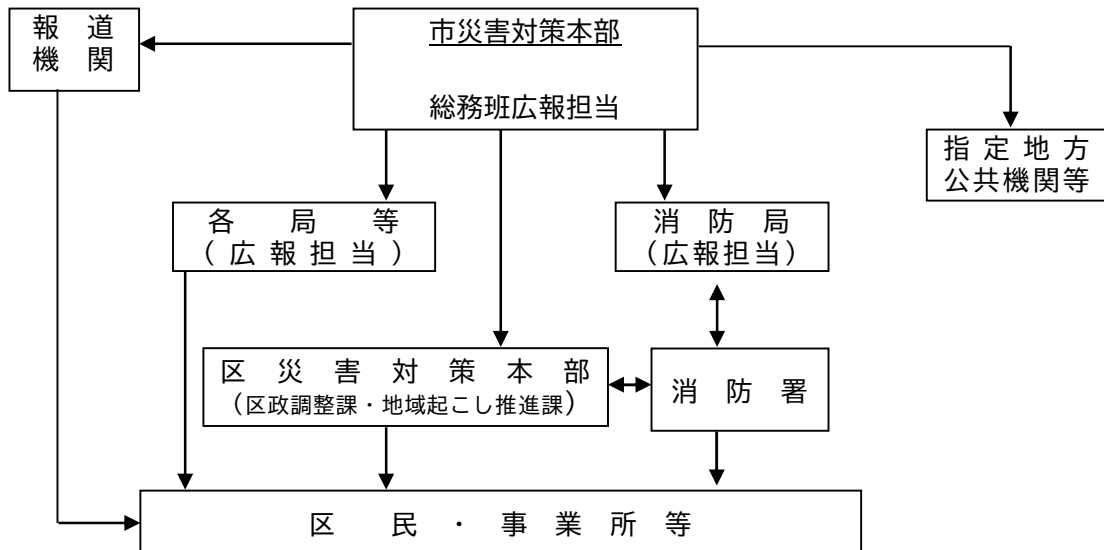 報道
機関
市災害対策本部
総務班広報担当
指定地方
公共機関等
各局等
（広報担当）
消防局
（広報担当）
区災害対策本部
（区政調整課・地域起こし推進課）
消防署
区民・事業所等